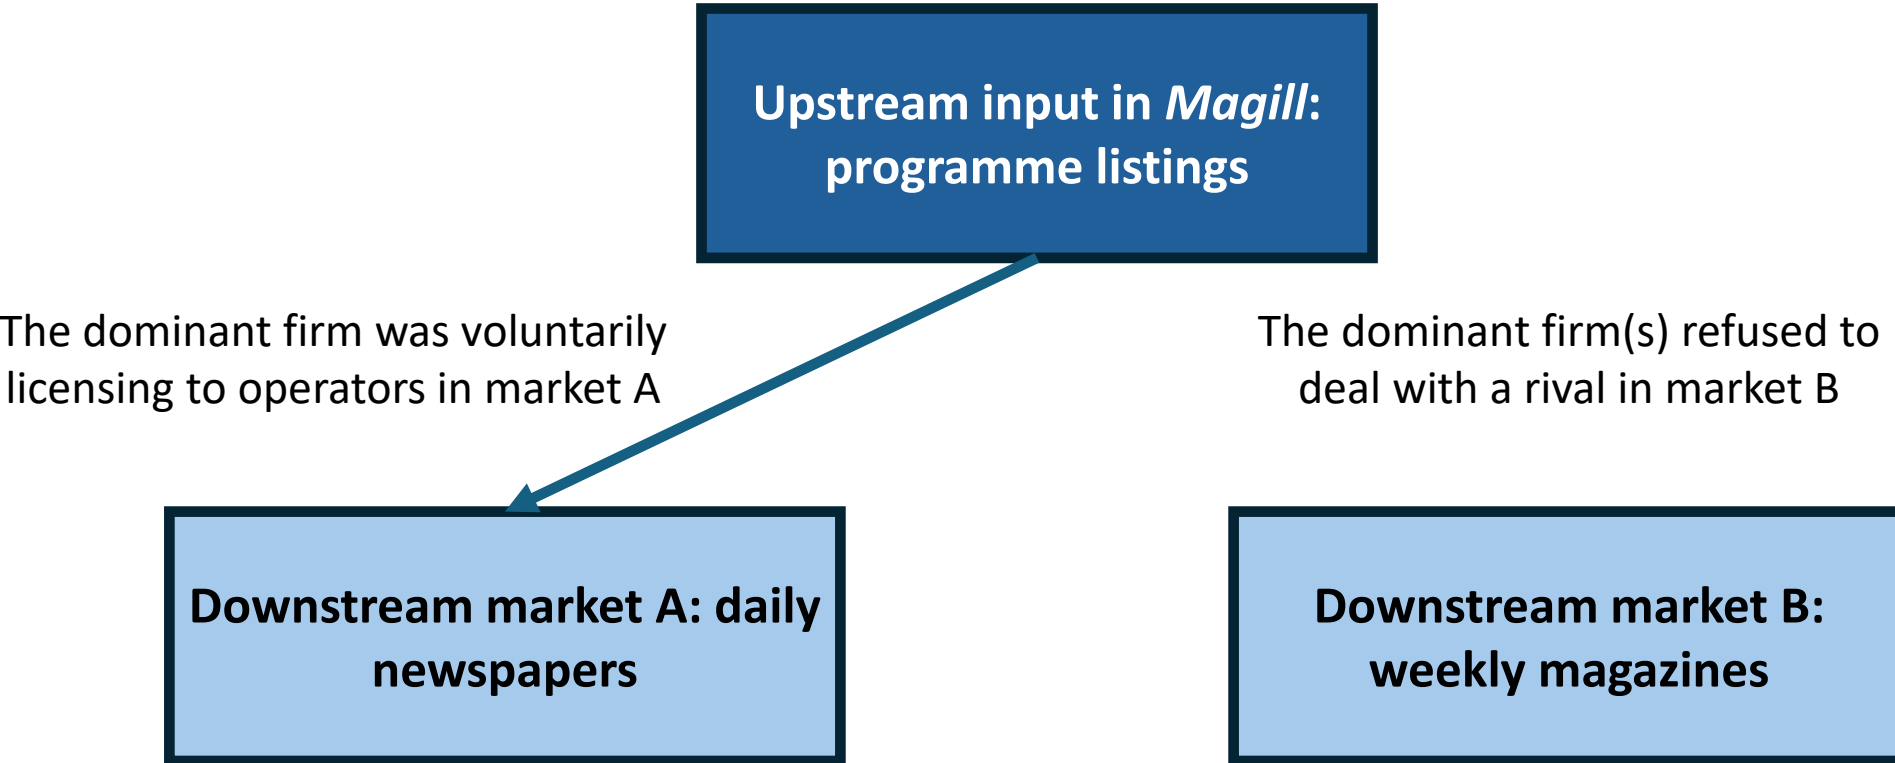 Upstream input in Magill:
programme listings
The dominant firm was voluntarily
licensing to operators in market A
The dominant firm(s) refused to
deal with a rival in market B
Downstream market A: daily
newspapers
Downstream market B:
weekly magazines